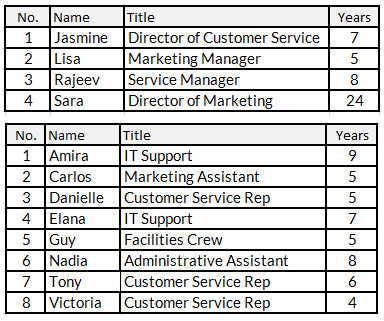 No. Name Title Years
1 Jasmine Director of Customer Service 7
2 Lisa Marketing Manager 5
3 Rajeev Service Manager 8
4 Sara Director of Marketing 24
No. Name Title Years
1 Amira IT Support 9
2 Carlos Marketing Assistant 5
3 Danielle Customer Service Rep 5
4 Elana IT Support 7
5 Guy Facilities Crew 5
6 Nadia Administrative Assistant 8
7 Tony Customer Service Rep 6
8 Victoria Customer Service Rep 4